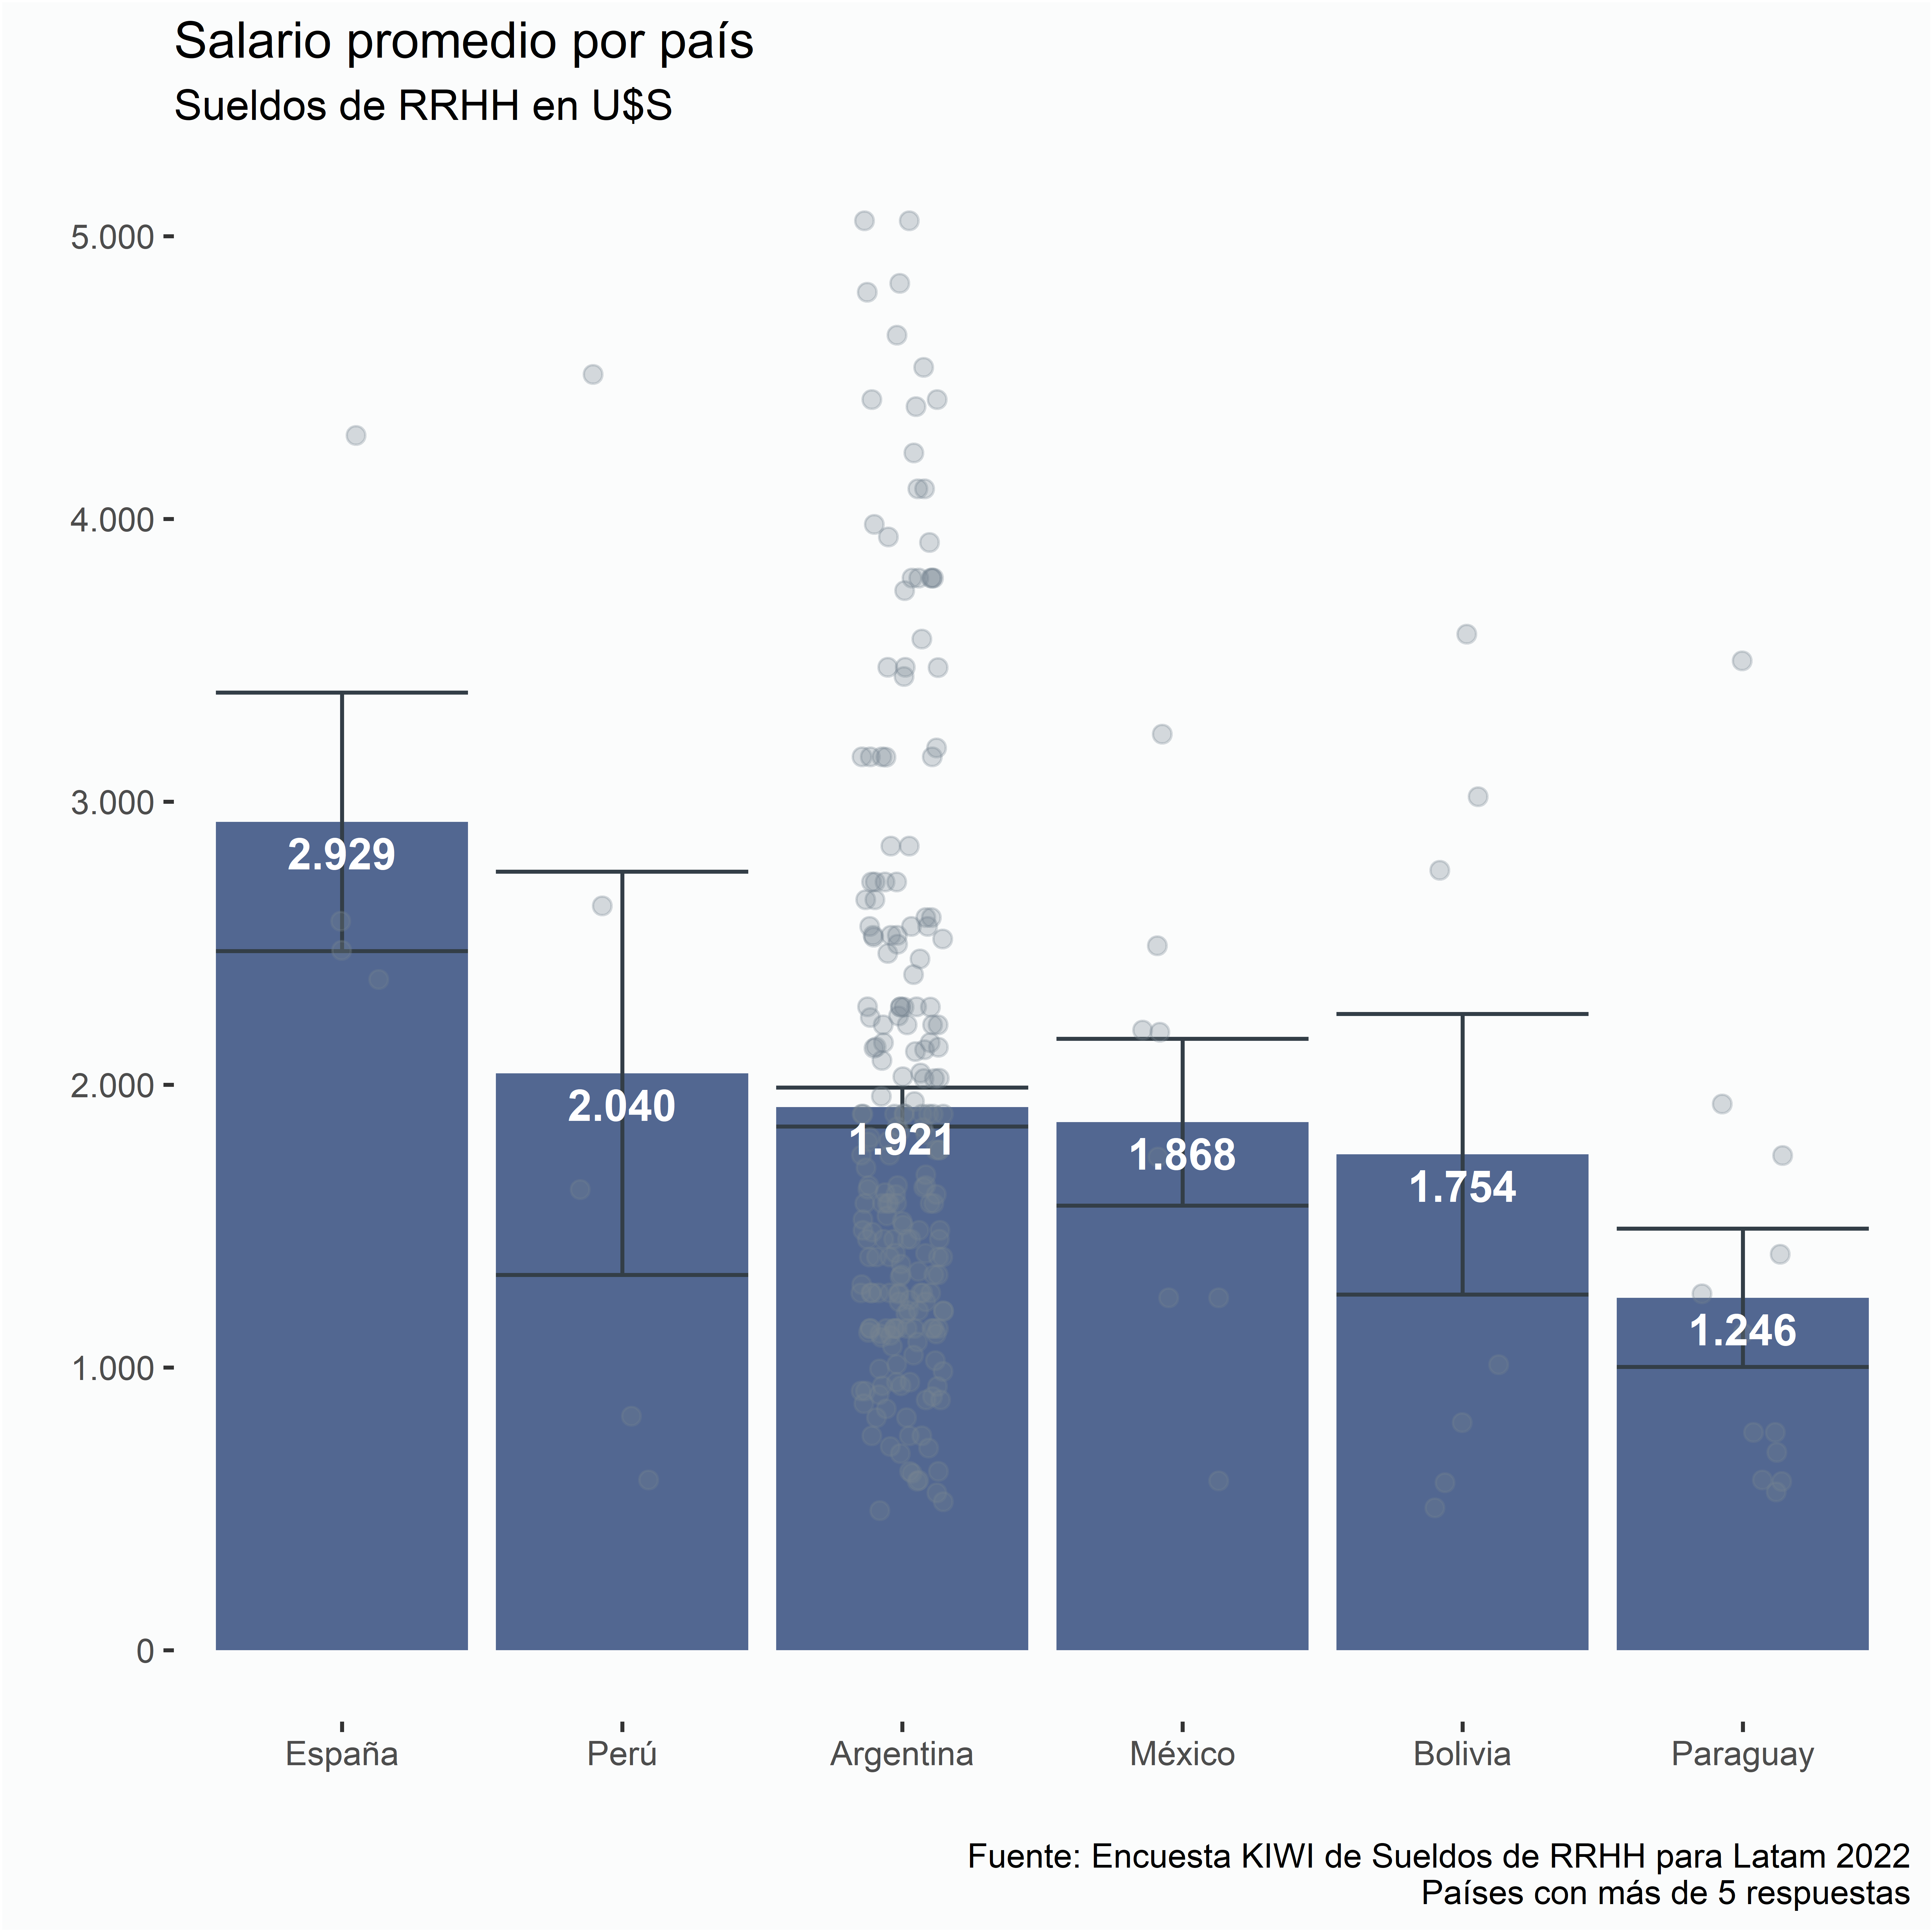 Salario promedio por país
Sueldos de RRHH en U$S
5.000
4.000
3.000
2.000
1.000
0
2.929
2.040
1.921
1.868
1.754
1.246
España
Perú
Argentina
México
Bolivia
Paraguay
Fuente: Encuesta KIWI de Sueldos de RRHH para Latam 2022
Países con más de 5 respuestas